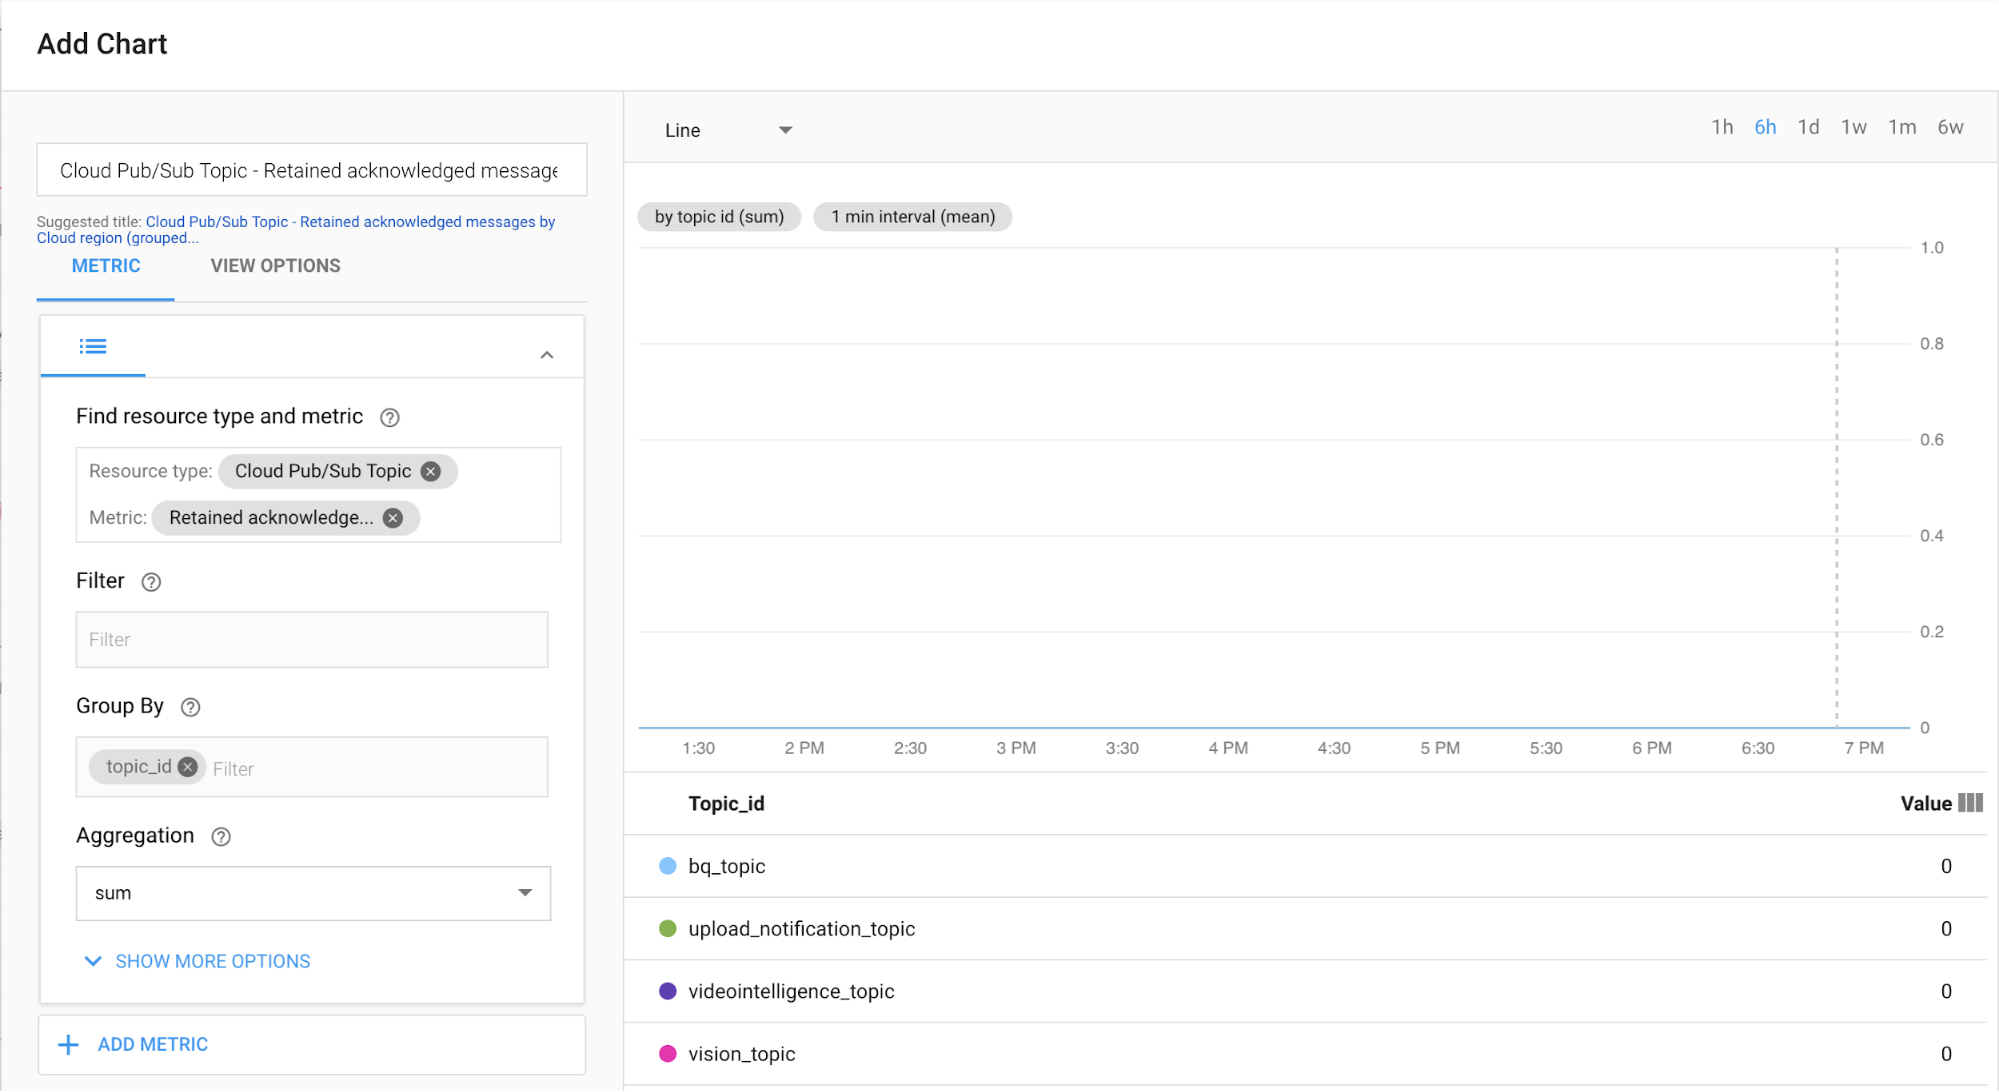 Add Chart
Cloud Pub/Sub Topic - Retained acknowledged message
Suggested title: Cloud Pub/Sub Topic - Retained acknowledged messages by
Cloud region (grouped...
METRIC VIEW OPTIONS
Find resource type and metric
Resource type: Cloud Pub/Sub Topic
Metric: Retained acknowledge...
Filter
Filter
Group By
topic_id Filter
Aggregation
sum
SHOW MORE OPTIONS
ADD METRIC
Line
1h 6h 1d 1w 1m 6w
by topic id (sum) 1 min interval (mean)
1.0
0.8
0.6
0.4
0.2
0
1:30 2 PM 2:30 3 PM 3:30 4 PM 4:30 5 PM 5:30 6 PM 6:30 7 PM
Topic_id Value
bq_topic 0
upload_notification_topic 0
videointelligence_topic 0
vision_topic 0